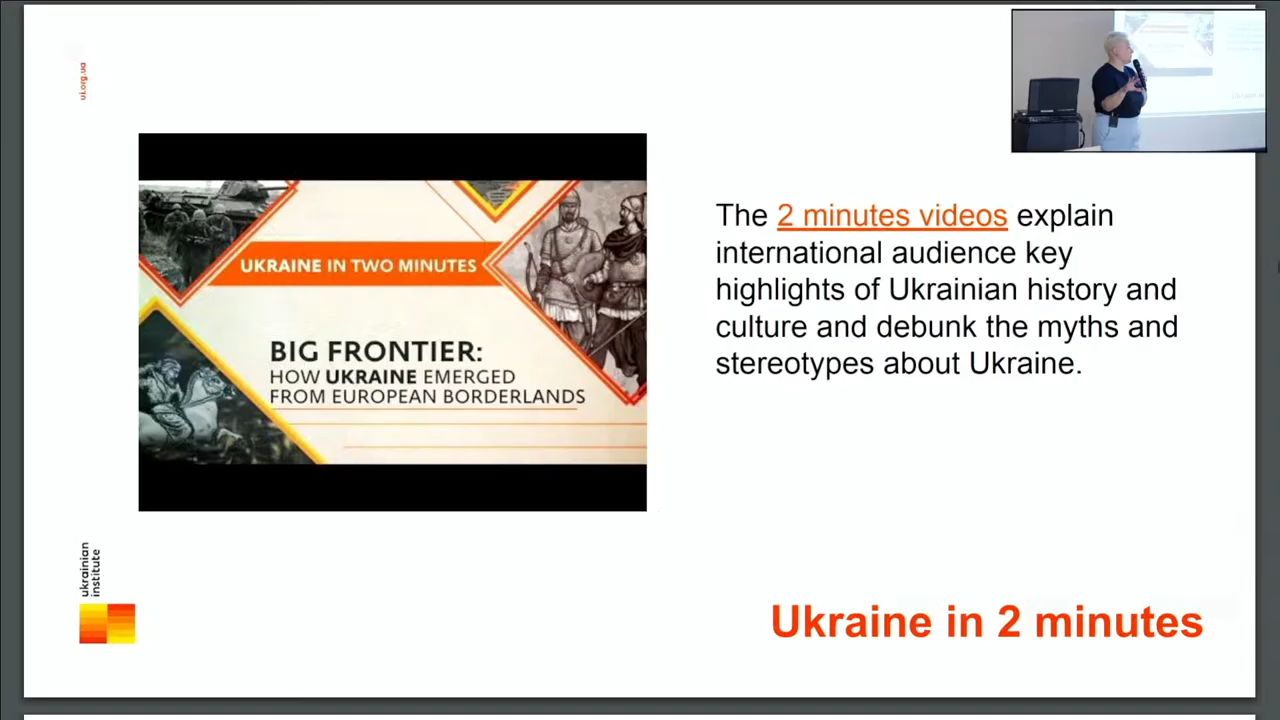 ui.org.ua
UKRAINE IN TWO MINUTES
BIG FRONTIER:
HOW UKRAINE EMERGED
FROM EUROPEAN BORDERLANDS
The 2 minutes videos explain
international audience key
highlights of Ukrainian history and
culture and debunk the myths and
stereotypes about Ukraine.
ukrainian
institute
Ukraine in 2 minutes